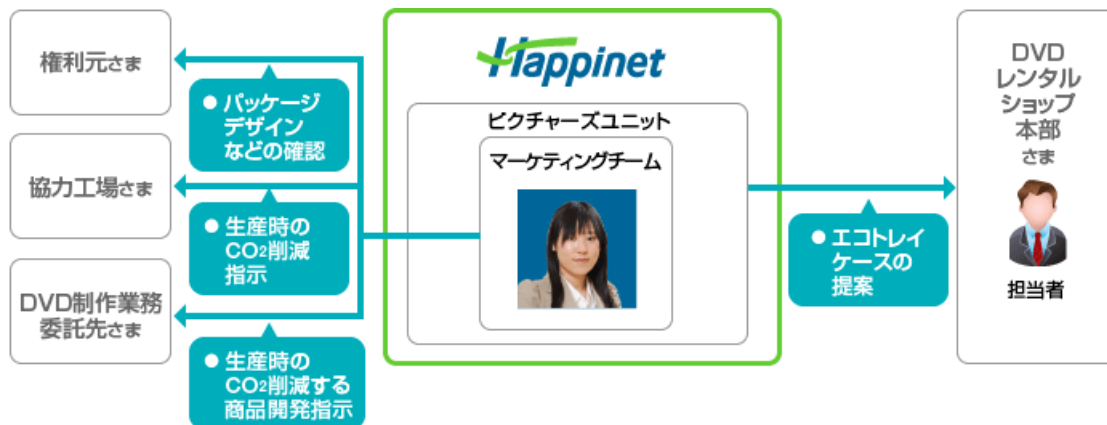 権利元さま
● パッケージ
デザイン
などの確認
協力工場さま
● 生産時の
CO2削減
指示
DVD制作業務
委託先さま
● 生産時の
CO2削減する
商品開発指示
Happinet
ピクチャーズユニット
マーケティングチーム
● エコトレイ
ケースの
提案
DVD
レンタル
ショップ
本部
さま
担当者